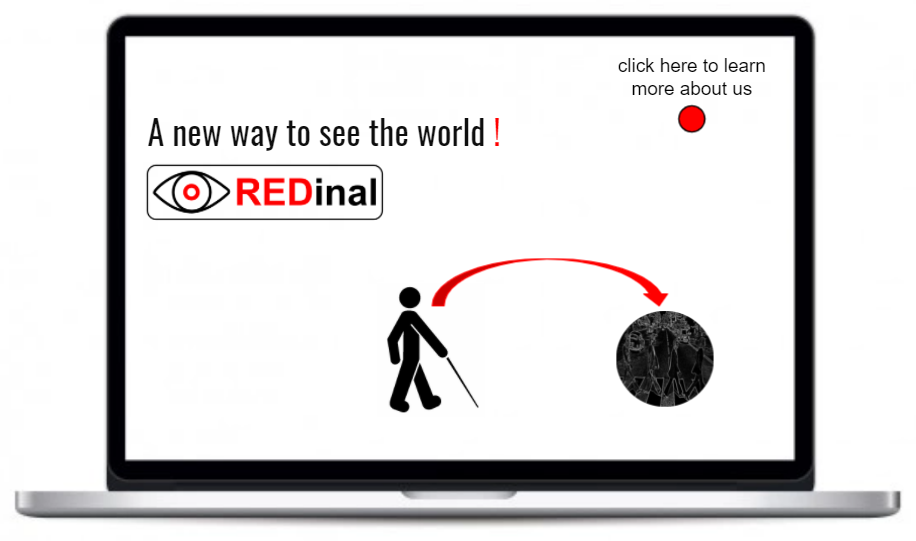 click here to learn
more about us
A new way to see the world !
REDinal